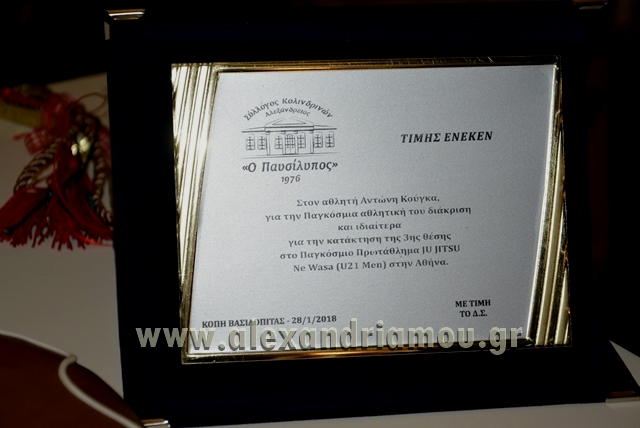 Σύλλογος Κολινδρινών
Αλεξάνδρειας
«Ο Παυσίλυπος»
1976
ΤΙΜΗΣ ΕΝΕΚΕΝ
Στον αθλητή Αντώνη Κούγκα,
για την Παγκόσμια αθλητική του διάκριση
και ιδιαίτερα
για την κατάκτηση της 3ης θέσης
στο Παγκόσμιο Πρωτάθλημα JU JITSU
Ne Wasa (U21 Men) στην Αθήνα.
ΚΟΠΗ ΒΑΣΙΛΟΠΙΤΑΣ - 28/1/2018
ΜΕ ΤΙΜΗ
ΤΟ Δ.Σ.
www.alexandriamou.gr